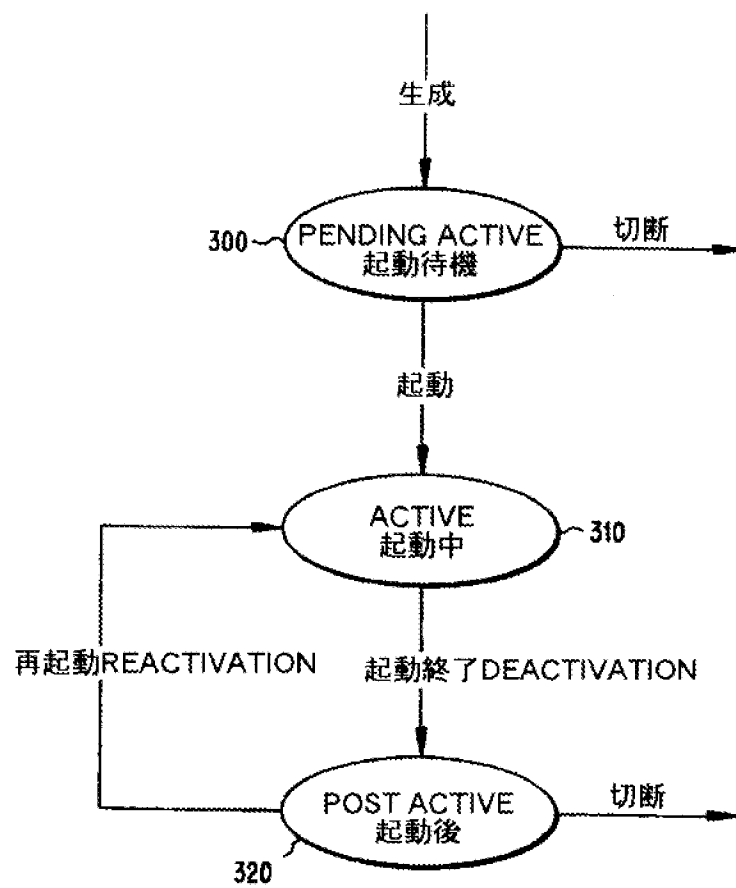 生成
300
PENDING ACTIVE
起動待機
切断
起動
ACTIVE
起動中
310
再起動REACTIVATION
起動終了DEACTIVATION
POST ACTIVE
起動後
切断
320